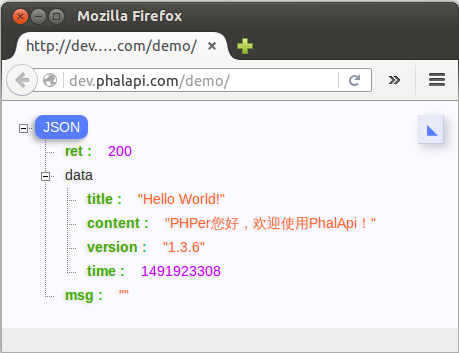 Mozilla Firefox
http://dev.....com/demo/
dev.phalapi.com/demo/
JSON
ret : 200
data
title : "Hello World!"
content : "PHPer您好，欢迎使用PhalApi！"
version : "1.3.6"
time : 1491923308
msg : ""